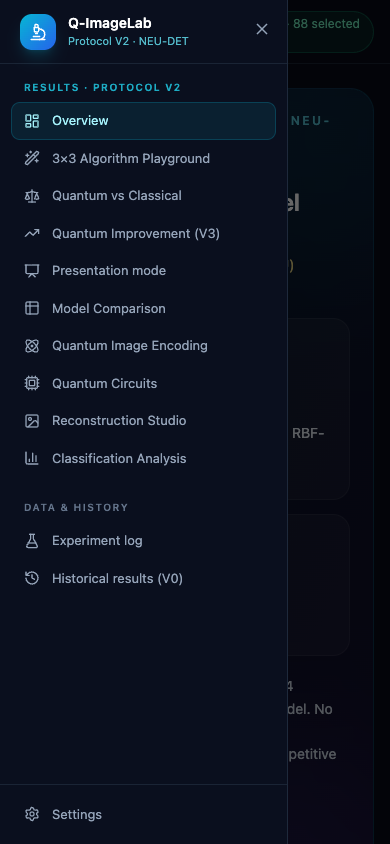 Q-ImageLab
Protocol V2 · NEU-DET
88 selected
RESULTS · PROTOCOL V2
NEU-
Overview
3×3 Algorithm Playground
Quantum vs Classical
Quantum Improvement (V3)
Presentation mode
Model Comparison
Quantum Image Encoding
Quantum Circuits
Reconstruction Studio
RBF-
Classification Analysis
DATA & HISTORY
Experiment log
Historical results (V0)
4
del. No
petitive
Settings